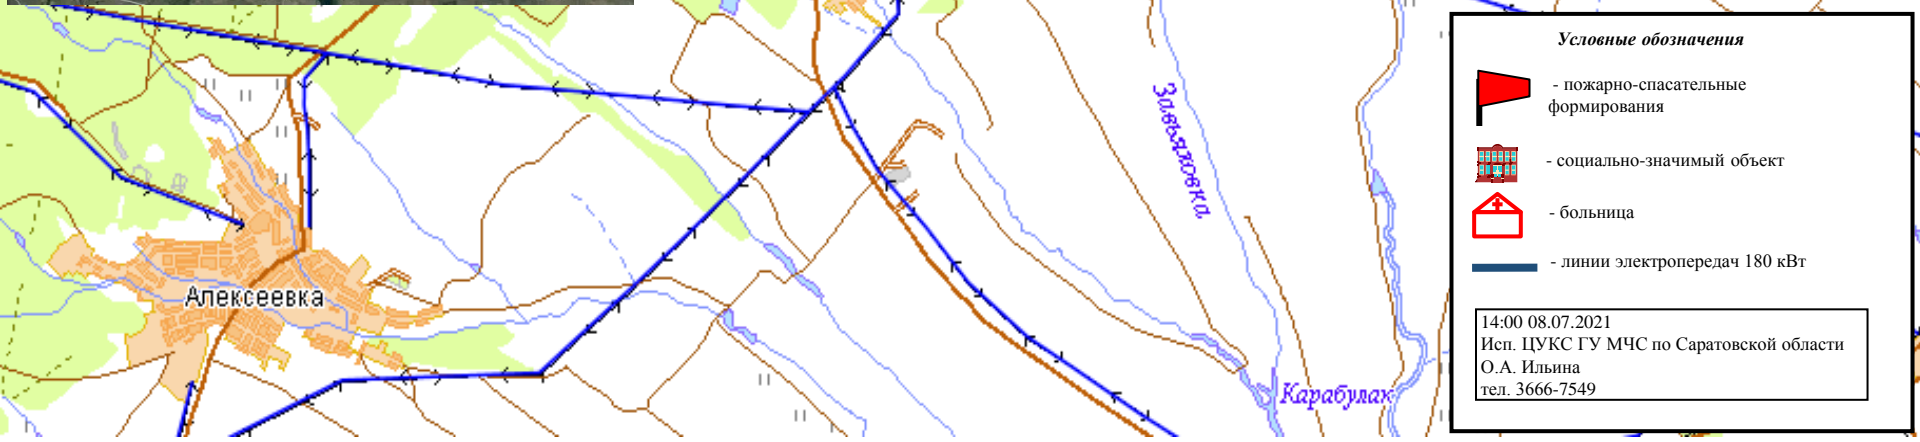 Завьяловка
Алексеевка
Карабулак
Условные обозначения
- пожарно-спасательные
формирования
- социально-значимый объект
- больница
- линии электропередач 180 кВт
14:00 08.07.2021
Исп. ЦУКС ГУ МЧС по Саратовской области
О.А. Ильина
тел. 3666-7549